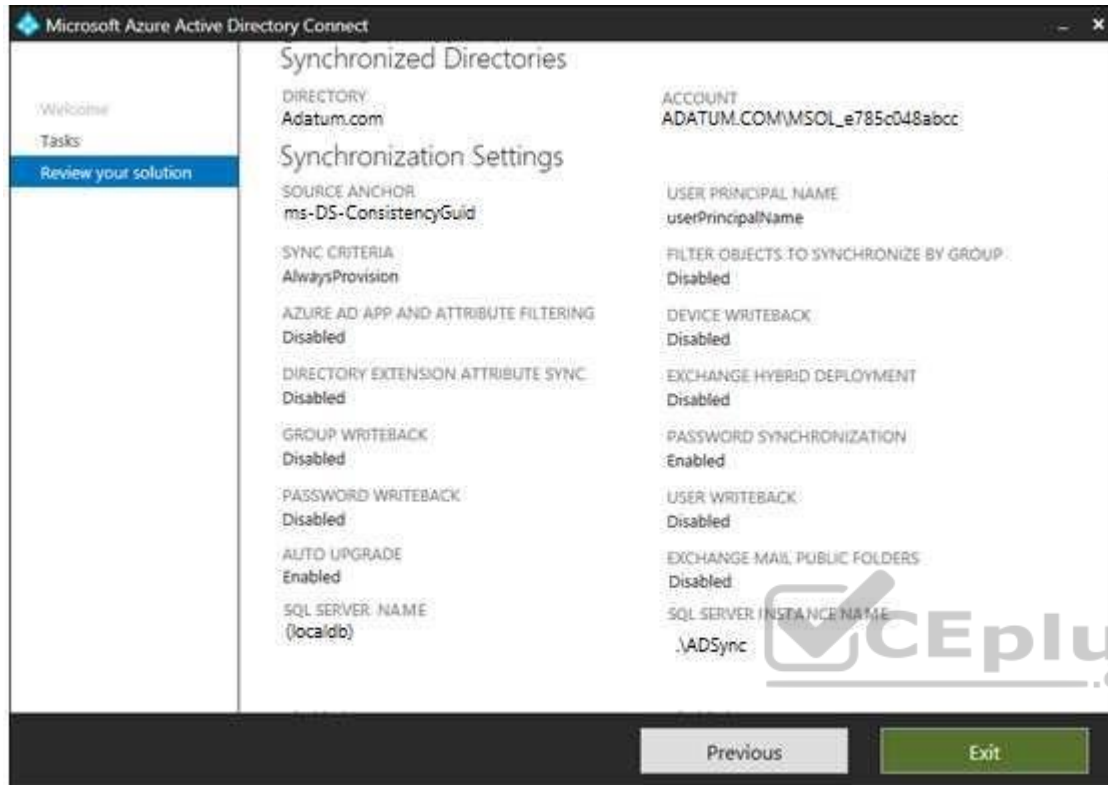 Microsoft Azure Active Directory Connect
Welcome
Tasks
Review your solution
Synchronized Directories
DIRECTORY
Adatum.com
ACCOUNT
ADATUM.COM\MSOL_e785c048abcc
Synchronization Settings
SOURCE ANCHOR
ms-DS-ConsistencyGuid
USER PRINCIPAL NAME
userPrincipalName
SYNC CRITERIA
AlwaysProvision
FILTER OBJECTS TO SYNCHRONIZE BY GROUP
Disabled
AZURE AD APP AND ATTRIBUTE FILTERING
Disabled
DEVICE WRITEBACK
Disabled
DIRECTORY EXTENSION ATTRIBUTE SYNC
Disabled
EXCHANGE HYBRID DEPLOYMENT
Disabled
GROUP WRITEBACK
Disabled
PASSWORD SYNCHRONIZATION
Enabled
PASSWORD WRITEBACK
Disabled
USER WRITEBACK
Disabled
AUTO UPGRADE
Enabled
EXCHANGE MAIL PUBLIC FOLDERS
Disabled
SQL SERVER NAME
(localdb)
SQL SERVER INSTANCE NAME
.\ADSync
CEplu
Previous
Exit